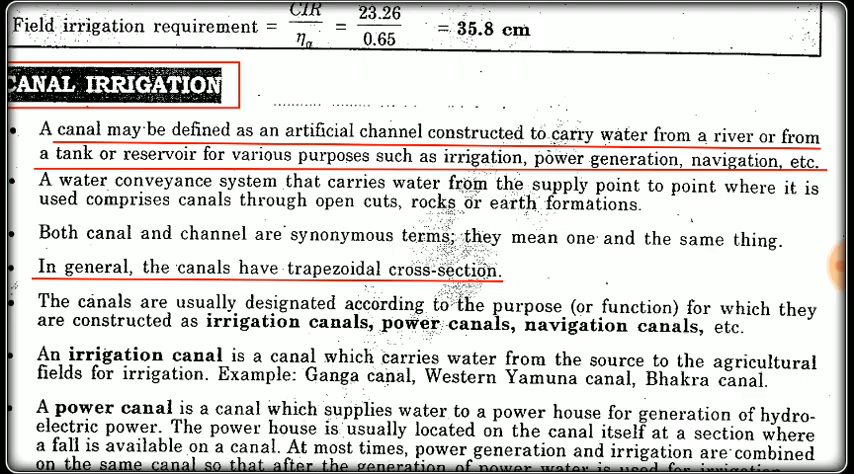 Field irrigation requirement = CIR / ηa = 23.26 / 0.65 = 35.8 cm
CANAL IRRIGATION
• A canal may be defined as an artificial channel constructed to carry water from a river or from
a tank or reservoir for various purposes such as irrigation, power generation, navigation, etc.
• A water conveyance system that carries water from the supply point to point where it is
used comprises canals through open cuts, rocks or earth formations.
• Both canal and channel are synonymous terms; they mean one and the same thing.
• In general, the canals have trapezoidal cross-section.
• The canals are usually designated according to the purpose (or function) for which they
are constructed as irrigation canals, power canals, navigation canals, etc.
• An irrigation canal is a canal which carries water from the source to the agricultural
fields for irrigation. Example: Ganga canal, Western Yamuna canal, Bhakra canal.
• A power canal is a canal which supplies water to a power house for generation of hydro-
electric power. The power house is usually located on the canal itself at a section where
a fall is available on a canal. At most times, power generation and irrigation are combined
on the same canal so that after the generation of power water is used for irrigation